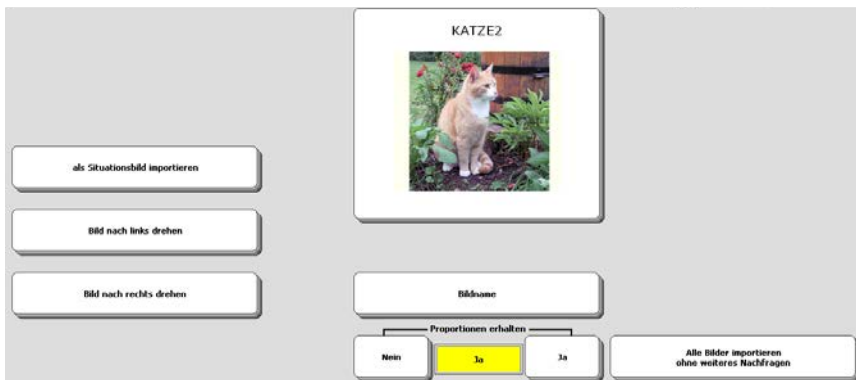 KATZE2
als Situationsbild importieren
Bild nach links drehen
Bild nach rechts drehen
Bildname
Proportionen erhalten
Nein
Ja
Ja
Alle Bilder importieren
ohne weiteres Nachfragen